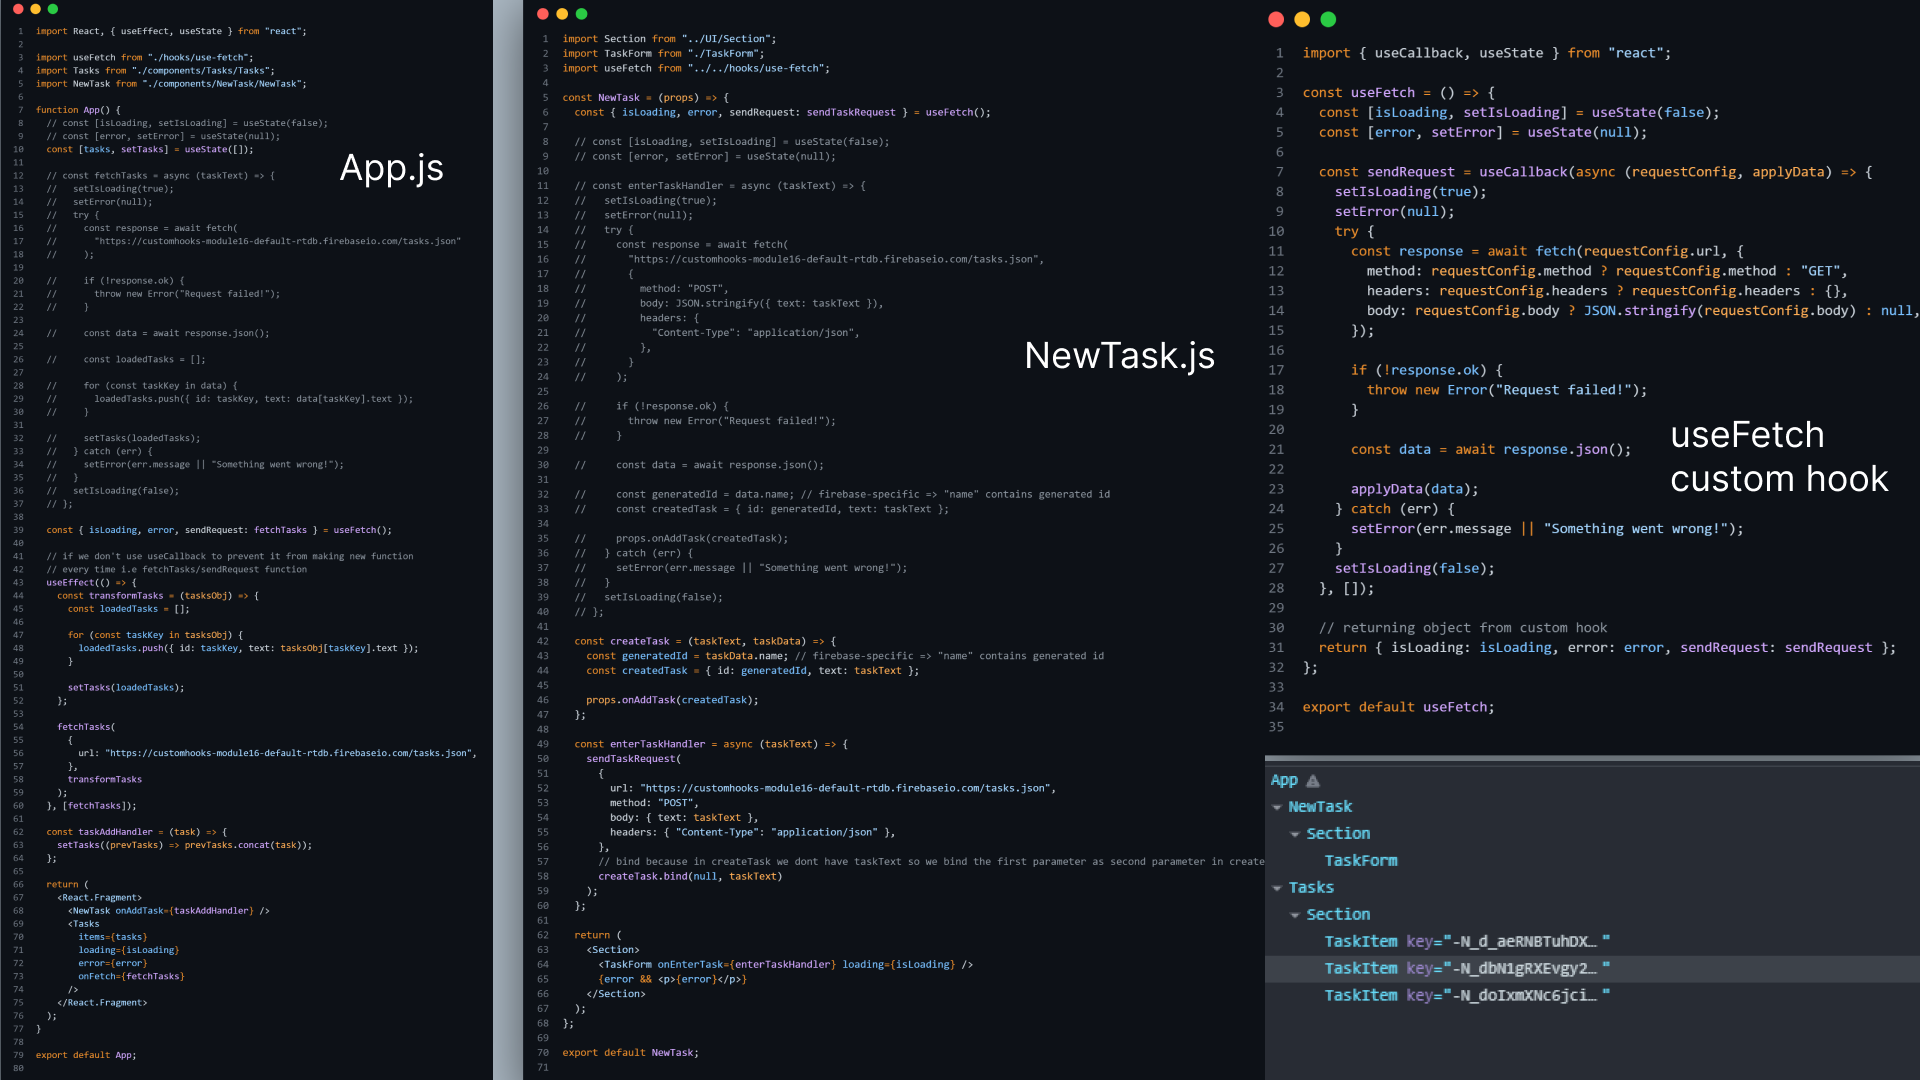 1 import React, { useEffect, useState } from "react";
2
3 import useFetch from "./hooks/use-fetch";
4 import Tasks from "./components/Tasks/Tasks";
5 import NewTask from "./components/NewTask/NewTask";
6
7 function App() {
8 // const [isLoading, setIsLoading] = useState(false);
9 // const [error, setError] = useState(null);
10 const [tasks, setTasks] = useState([]);
11
12 // const fetchTasks = async (taskText) => {
13 // setIsLoading(true);
14 // setError(null);
15 // try {
16 // const response = await fetch(
17 // "https://customhooks-module16-default-rtdb.firebaseio.com/tasks.json"
18 // );
19
20 // if (!response.ok) {
21 // throw new Error("Request failed!");
22 // }
23
24 // const data = await response.json();
25
26 // const loadedTasks = [];
27
28 // for (const taskKey in data) {
29 // loadedTasks.push({ id: taskKey, text: data[taskKey].text });
30 // }
31
32 // setTasks(loadedTasks);
33 // } catch (err) {
34 // setError(err.message || "Something went wrong!");
35 // }
36 // setIsLoading(false);
37 // };
38
39 const { isLoading, error, sendRequest: fetchTasks } = useFetch();
40
41 // if we don't use useCallback to prevent it from making new function
42 // every time i.e fetchTasks/sendRequest function
43 useEffect(() => {
44 const transformTasks = (tasksObj) => {
45 const loadedTasks = [];
46
47 for (const taskKey in tasksObj) {
48 loadedTasks.push({ id: taskKey, text: tasksObj[taskKey].text });
49 }
50
51 setTasks(loadedTasks);
52 };
53
54 fetchTasks(
55 {
56 url: "https://customhooks-module16-default-rtdb.firebaseio.com/tasks.json",
57 },
58 transformTasks
59 );
60 }, [fetchTasks]);
61
62 const taskAddHandler = (task) => {
63 setTasks((prevTasks) => prevTasks.concat(task));
64 };
65
66 return (
67 <React.Fragment>
68 <NewTask onAddTask={taskAddHandler} />
69 <Tasks
70 items={tasks}
71 loading={isLoading}
72 error={error}
73 onFetch={fetchTasks}
74 />
75 </React.Fragment>
76 );
77 }
78
79 export default App;
80
App.js
1 import Section from "../UI/Section";
2 import TaskForm from "./TaskForm";
3 import useFetch from "../../hooks/use-fetch";
4
5 const NewTask = (props) => {
6 const { isLoading, error, sendRequest: sendTaskRequest } = useFetch();
7
8 // const [isLoading, setIsLoading] = useState(false);
9 // const [error, setError] = useState(null);
10
11 // const enterTaskHandler = async (taskText) => {
12 // setIsLoading(true);
13 // setError(null);
14 // try {
15 // const response = await fetch(
16 // "https://customhooks-module16-default-rtdb.firebaseio.com/tasks.json",
17 // {
18 // method: "POST",
19 // body: JSON.stringify({ text: taskText }),
20 // headers: {
21 // "Content-Type": "application/json",
22 // },
23 // }
24 // );
25
26 // if (!response.ok) {
27 // throw new Error("Request failed!");
28 // }
29
30 // const data = await response.json();
31
32 // const generatedId = data.name; // firebase-specific => "name" contains generated id
33 // const createdTask = { id: generatedId, text: taskText };
34
35 // props.onAddTask(createdTask);
36 // } catch (err) {
37 // setError(err.message || "Something went wrong!");
38 // }
39 // setIsLoading(false);
40 // };
41
42 const createTask = (taskText, taskData) => {
43 const generatedId = taskData.name; // firebase-specific => "name" contains generated id
44 const createdTask = { id: generatedId, text: taskText };
45
46 props.onAddTask(createdTask);
47 };
48
49 const enterTaskHandler = async (taskText) => {
50 sendTaskRequest(
51 {
52 url: "https://customhooks-module16-default-rtdb.firebaseio.com/tasks.json",
53 method: "POST",
54 body: { text: taskText },
55 headers: { "Content-Type": "application/json" },
56 },
57 // bind because in createTask we dont have taskText so we bind the first parameter as second parameter in create
58 createTask.bind(null, taskText)
59 );
60 };
61
62 return (
63 <Section>
64 <TaskForm onEnterTask={enterTaskHandler} loading={isLoading} />
65 {error && <p>{error}</p>}
66 </Section>
67 );
68 };
69
70 export default NewTask;
71
NewTask.js
1 import { useCallback, useState } from "react";
2
3 const useFetch = () => {
4 const [isLoading, setIsLoading] = useState(false);
5 const [error, setError] = useState(null);
6
7 const sendRequest = useCallback(async (requestConfig, applyData) => {
8 setIsLoading(true);
9 setError(null);
10 try {
11 const response = await fetch(requestConfig.url, {
12 method: requestConfig.method ? requestConfig.method : "GET",
13 headers: requestConfig.headers ? requestConfig.headers : {},
14 body: requestConfig.body ? JSON.stringify(requestConfig.body) : null,
15 });
16
17 if (!response.ok) {
18 throw new Error("Request failed!");
19 }
20
21 const data = await response.json();
22
23 applyData(data);
24 } catch (err) {
25 setError(err.message || "Something went wrong!");
26 }
27 setIsLoading(false);
28 }, []);
29
30 // returning object from custom hook
31 return { isLoading: isLoading, error: error, sendRequest: sendRequest };
32 };
33
34 export default useFetch;
35
useFetch
custom hook
App
NewTask
Section
TaskForm
Tasks
Section
TaskItem key="-N_d_aeRNBTuhDX… "
TaskItem key="-N_dbN1gRXEvgy2… "
TaskItem key="-N_doIxmXNc6jci… "